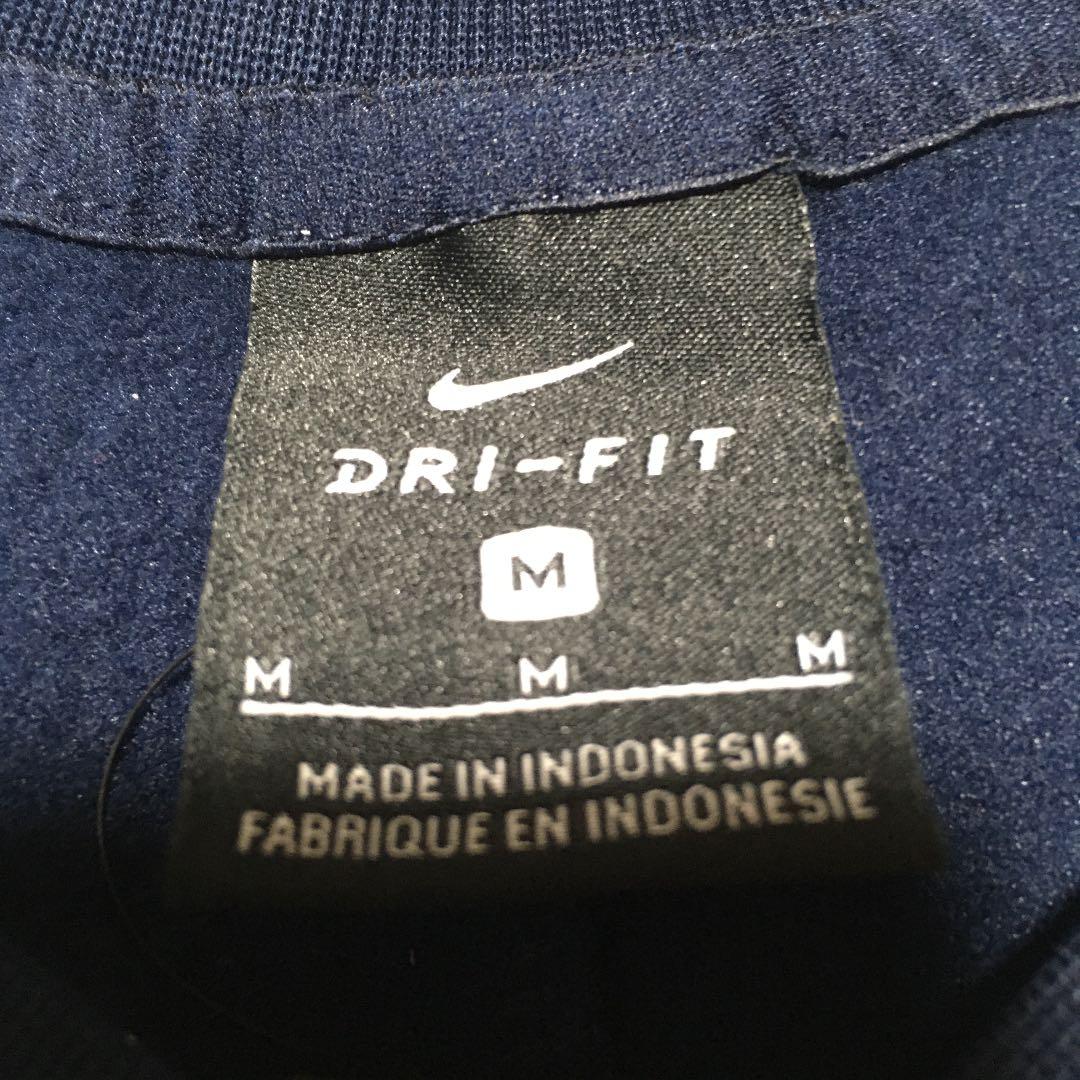 DRI-FIT
M
M M M
MADE IN INDONESIA
FABRIQUE EN INDONESIE